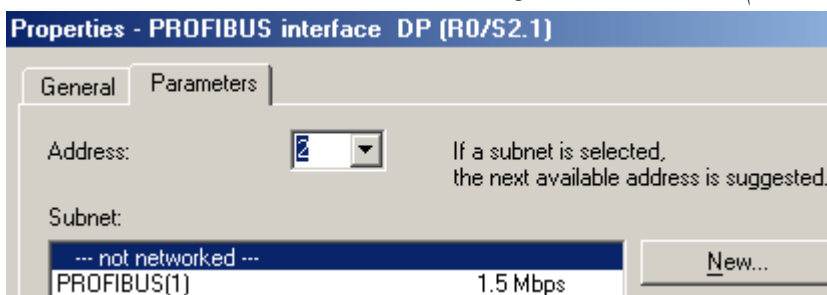 Properties - PROFIBUS interface DP (R0/S2.1)
General Parameters
Address: 2 If a subnet is selected,
the next available address is suggested.
Subnet:
--- not networked --- New...
PROFIBUS(1) 1.5 Mbps